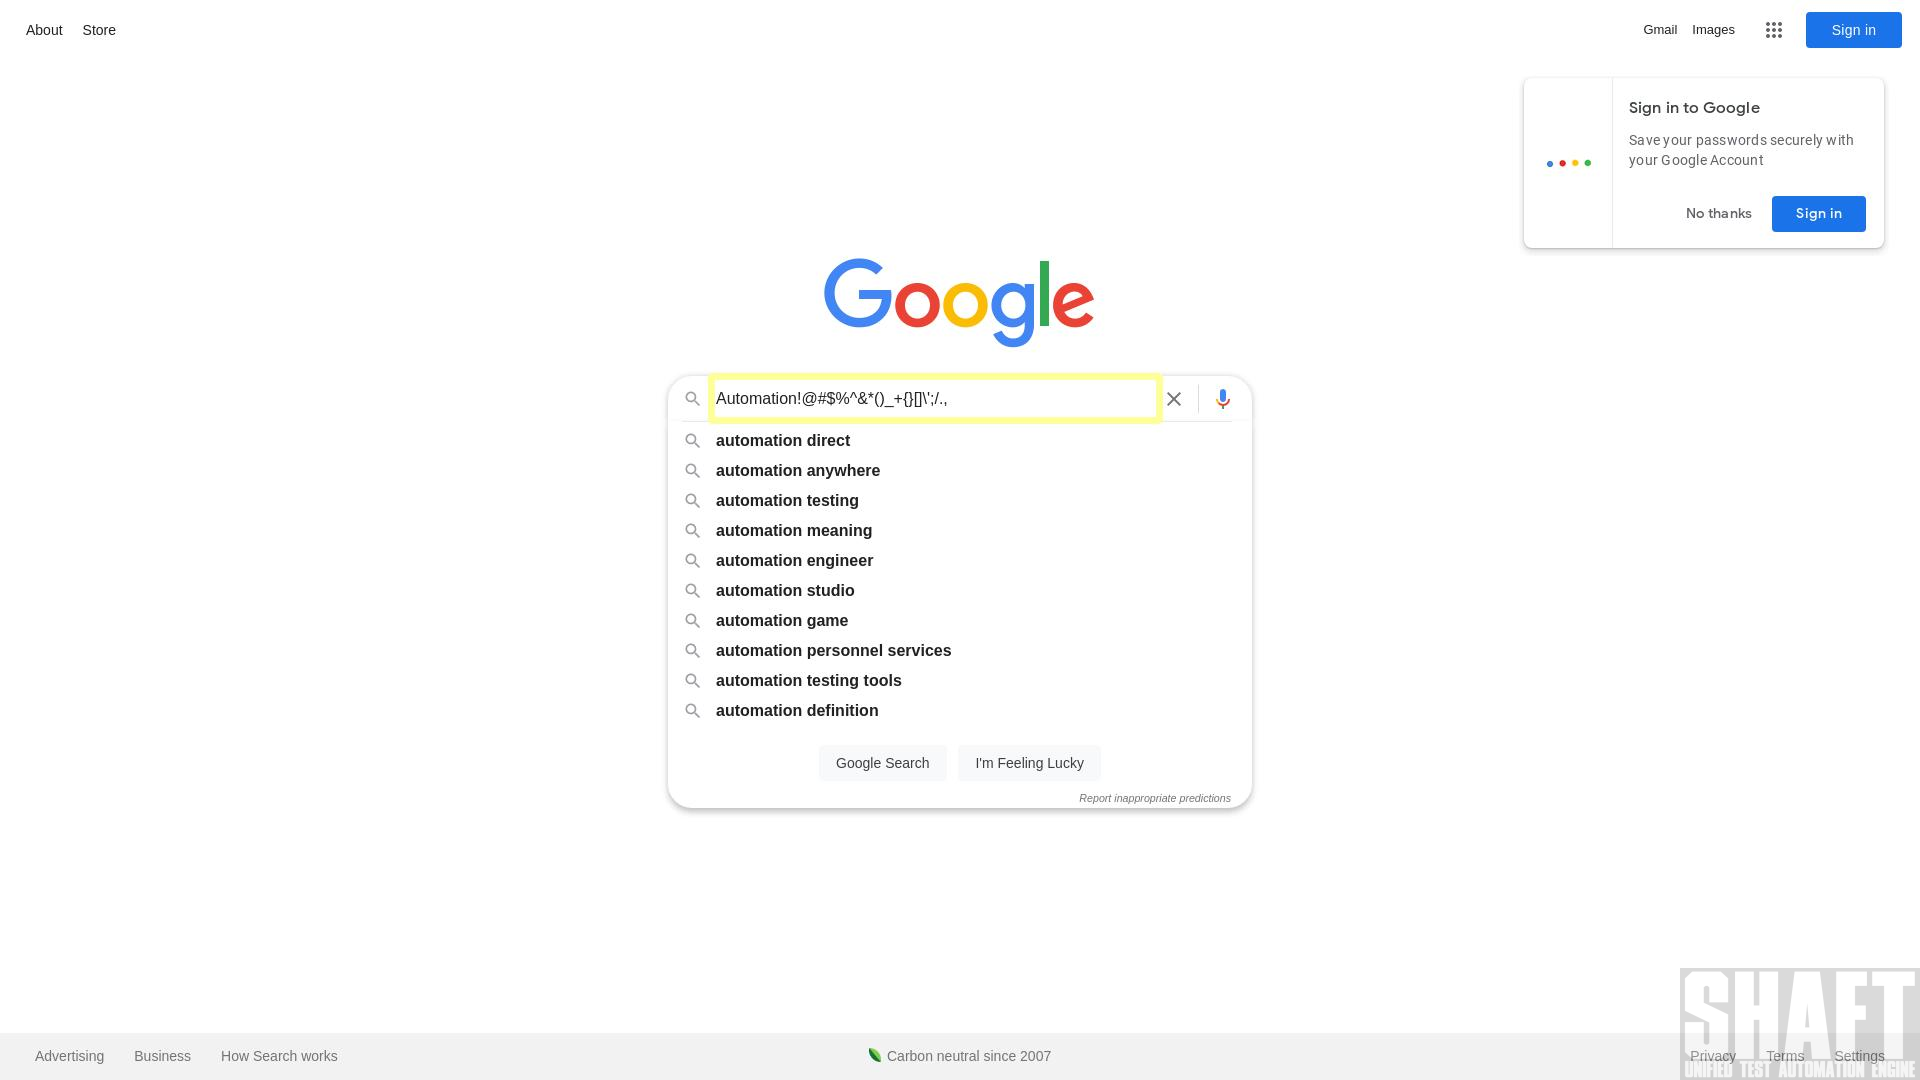 About Store
Gmail Images Sign in
Sign in to Google
Save your passwords securely with
your Google Account
No thanks Sign in
Google
Automation!@#$%^&*()_+{}[]\';/.,
automation direct
automation anywhere
automation testing
automation meaning
automation engineer
automation studio
automation game
automation personnel services
automation testing tools
automation definition
Google Search I'm Feeling Lucky
Report inappropriate predictions
SHAFT
Advertising Business How Search works Carbon neutral since 2007 Privacy Terms Settings
UNIFIED TEST AUTOMATION ENGINE